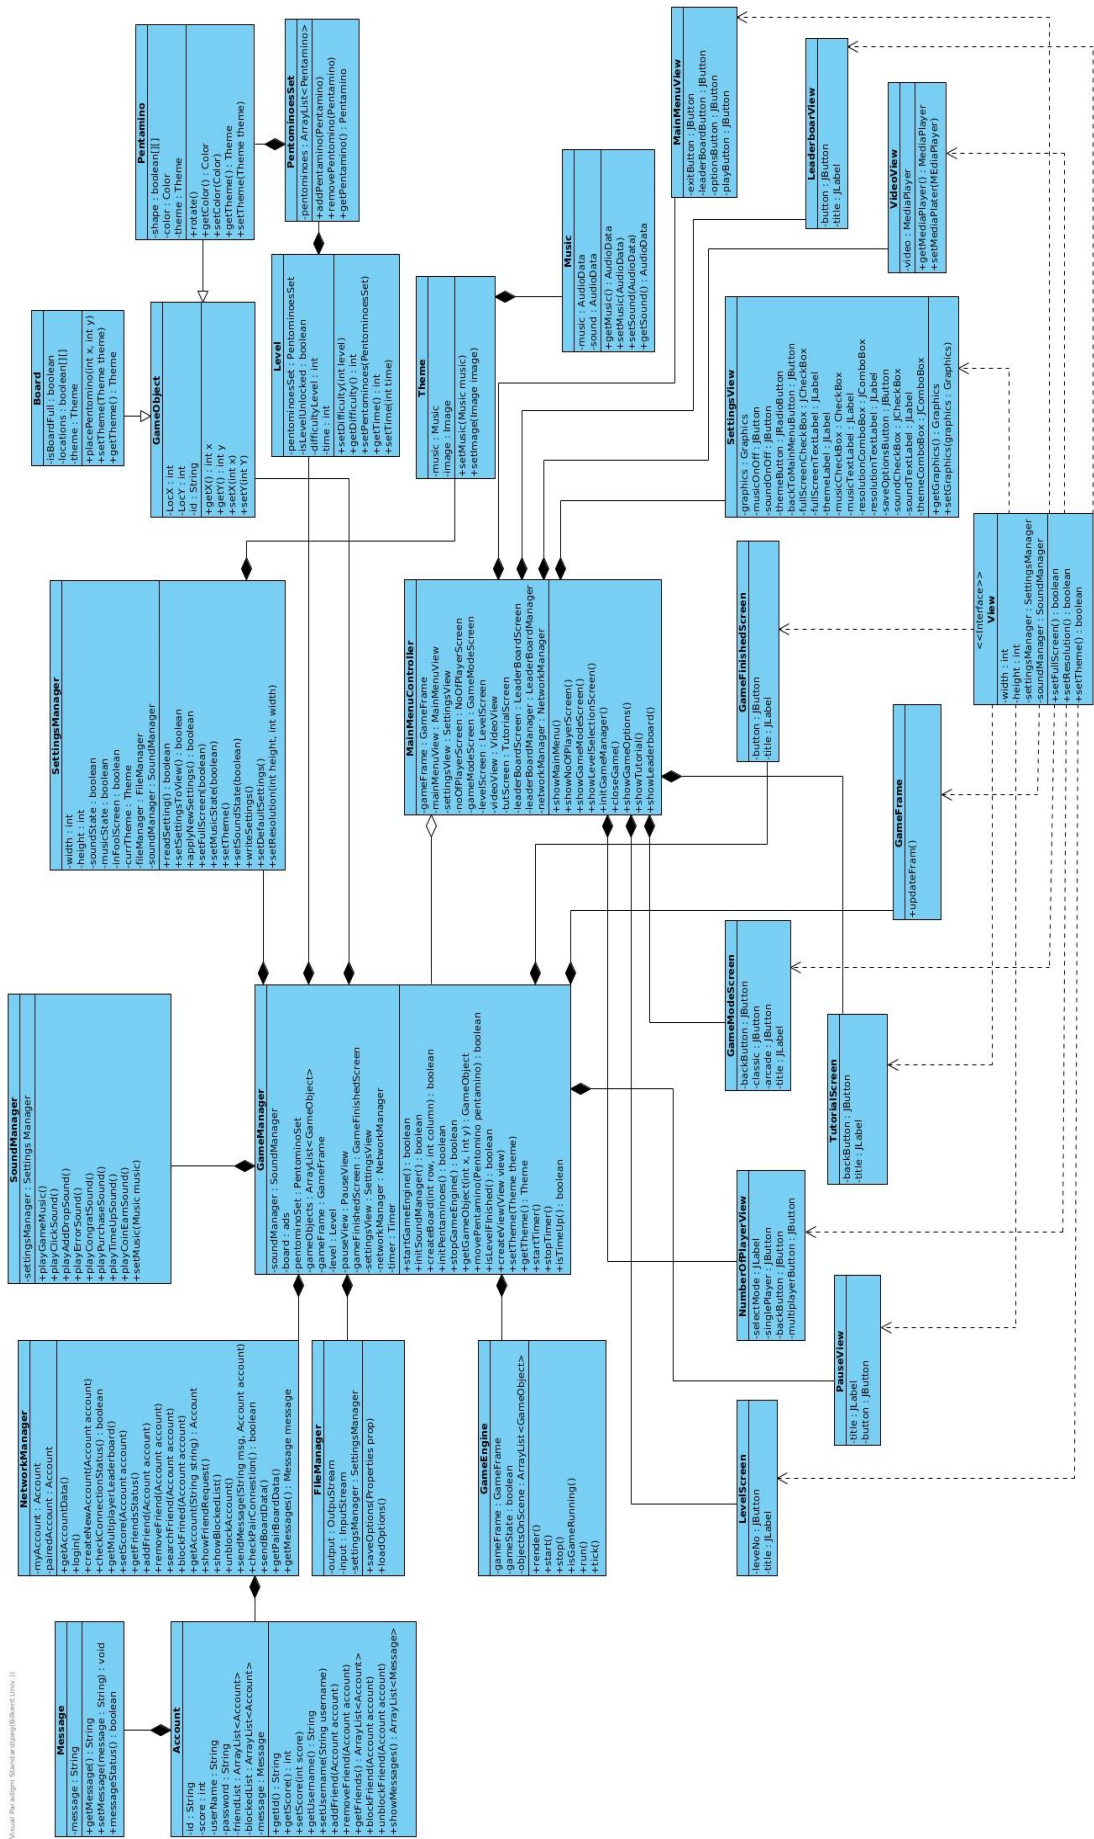 Visual Paradigm Standard(peg(Bilkent Univ.))
Message
-message : String
+getMessage() : String
+setMessage(message : String) : void
+messageStatus() : boolean
Account
-id : String
-score : int
-userName : String
-password : String
-friendList : ArrayList<Account>
-blockedList : ArrayList<Account>
-message : Message
+getId() : String
+getScore() : int
+setScore(int score)
+getUsername() : String
+setUsername(String username)
+addFriend(Account account)
+removeFriend(Account account)
+getFriends() : ArrayList<Account>
+blockFriend(Account account)
+unblockFriend(Account account)
+showMessages() : ArrayList<Message>
NetworkManager
-myAccount : Account
-pairedAccount : Account
+getAccountData()
+login()
+createNewAccount(Account account)
+checkConnectionStatus() : boolean
+getMultiplayerLeaderboard()
+setScore(Account account)
+getFriendsStatus()
+addFriend(Account account)
+removeFriend(Account account)
+searchFriend(Account account)
+blockFrined(Account account)
+getAccount(String string) : Account
+showFriendRequest()
+showBlockedList()
+unblockAccount()
+sendMessage(String msg, Account account)
+checkPairConnection() : boolean
+sendBoardData()
+getPairBoardData()
+getMessages() : Message message
FileManager
-output : OutpuStream
-input : InputStream
-settingsManager : SettingsManager
+saveOptions(Properties prop)
+loadOptions()
GameEngine
-gameFrame : GameFrame
-gameState : boolean
-objectsOnScene : ArrayList<GameObject>
+render()
+start()
+stop()
+isGameRunning()
+run()
+tick()
LevelScreen
-leveNo : JButton
-title : JLabel
SoundManager
-settingsManager : Settings Manager
+playGameMusic()
+playClickSound()
+playAddDropSound()
+playErrorSound()
+playCongratSound()
+playPurchaseSound()
+playTimeUpSound()
+playCoinEarnSound()
+setMusic(Music music)
GameManager
-soundManager : SoundManager
-board : ads
-pentominoSet : PentominoSet
-gameObjects : ArrayList<GameObject>
-gameFrame : GameFrame
-level : Level
-pauseView : PauseView
-gameFinishedScreen : GameFinishedScreen
-settingsView : SettingsView
-networkManager : NetworkManager
-timer : Timer
+startGameEngine() : boolean
+initSoundManager() : boolean
+createBoard(int row, int column) : boolean
+initPentaminoes() : boolean
+stopGameEngine() : boolean
+getGameObject(int x, int y) : GameObject
+movePentamino(Pentomino pentamino) : boolean
+isLevelFInished() : boolean
+createView(View view)
+setTheme(Theme theme)
+getTheme() : Theme
+startTimer()
+stopTimer()
+isTimeUp() : boolean
NumberOfPlayerView
-selectMode : JLabel
-singlePlayer : JButton
-backButton : JButton
-multiplayerButton : JButton
PauseView
-title : JLabel
-button : JButton
GameModeScreen
-backButton : JButton
-classic : JButton
-arcade : JButton
-title : JLabel
TutorialScreen
-backButton : JButton
-title : JLabel
SettingsManager
-width : int
-height : int
-soundState : boolean
-musicState : boolean
-inFoolScreen : boolean
-currTheme : Theme
-fileManager : FileManager
-soundManager : SoundManager
+readSetting() : boolean
+setSettingsToView() : boolean
+applyNewSettings() : boolean
+setFullScreen(boolean)
+setMusicState(boolean)
+setTheme()
+setSoundState(boolean)
+writeSettings()
+setDefaultSettings()
+setResolution(int height, int width)
MainMenuController
-gameFrame : GameFrame
-mainMenuView : MainMenuView
-settingsView : SettingsView
-noOfPlayerScreen : NoOfPlayerScreen
-gameModeScreen : GameModeScreen
-levelScreen : LevelScreen
-videoView : VideoView
-tutScreen : TutorialScreen
-leaderBoardScreen : LeaderBoardScreen
-leaderBoardManager : LeaderBoardManager
-networkManager : NetworkManager
+showMainMenu()
+showNoOfPlayerScreen()
+showGameModeScreen()
+showLevelSelectionScreen()
+initGameManager()
+closeGame()
+showGameOptions()
+showTutorial()
+showLeaderboard()
GameFinishedScreen
-button : JButton
-title : JLabel
GameFrame
+updateFram()
<<Interface>>
View
-width : int
-height : int
-settingsManager : SettingsManager
-soundManager : SoundManager
+setFullScreen() : boolean
+setResolution() : boolean
+setTheme() : boolean
Board
-isBoardFull : boolean
-locations : boolean[][]
-theme : Theme
+placePentomino(int x, int y)
+setTheme(Theme theme)
+getTheme() : Theme
GameObject
-LocX : int
-LocY : int
-id : String
+getX() : int x
+getY() : int y
+setX(int x)
+setY(int Y)
Level
-pentominoesSet : PentominoesSet
-isLevelUnlocked : boolean
-difficultyLevel : int
-time : int
+setDifficulty(int level)
+getDifficulty() : int
+setPentominoes(PentominoesSet)
+getTime() : int
+setTime(int time)
Theme
-music : Music
-image : Image
+setMusic(Music music)
+setImage(Image image)
Music
-music : AudioData
-sound : AudioData
+getMusic() : AudioData
+setMusic(AudioData)
+setSound(AudioData)
+getSound() : AudioData
SettingsView
-graphics : Graphics
-musicOnOff : JButton
-soundOnOff : JButton
-themeButton : JRadioButton
-backToMainMenuButton : JButton
-fullScreenCheckBox : JCheckBox
-fullScreenTextLabel : JLabel
-themeLabel : JLabel
-musicCheckBox : CheckBox
-musicTextLabel : JLabel
-resolutionComboBox : JComboBox
-resolutionTextLabel : JLabel
-saveOptionsButton : JButton
-soundCheckBox : JCheckBox
-soundTextLabel : JLabel
-themeComboBox : JComboBox
+getGraphics() : Graphics
+setGraphics(graphics : Graphics)
Pentamino
-shape : boolean[][]
-color : Color
-theme : Theme
+rotate()
+getColor() : Color
+setColor(Color)
+getTheme() : Theme
+setTheme(Theme theme)
PentominoesSet
-pentominoes : ArrayList<Pentamino>
+addPentamino(Pentamino)
+removePentomino(Pentamino)
+getPentamino() : Pentamino
MainMenuView
-exitButton : JButton
-leaderBoardButton : JButton
-optionsButton : JButton
-playButton : JButton
LeaderboarView
-button : JButton
-title : JLabel
VideoView
-video : MediaPlayer
+getMediaPlayer() : MediaPlayer
+setMediaPlater(MEdiaPlayer)